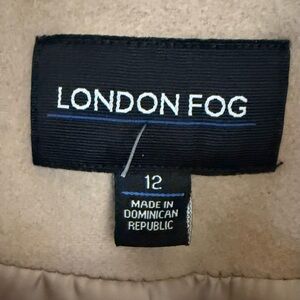 LONDON FOG
12
MADE IN
DOMINICAN
REPUBLIC